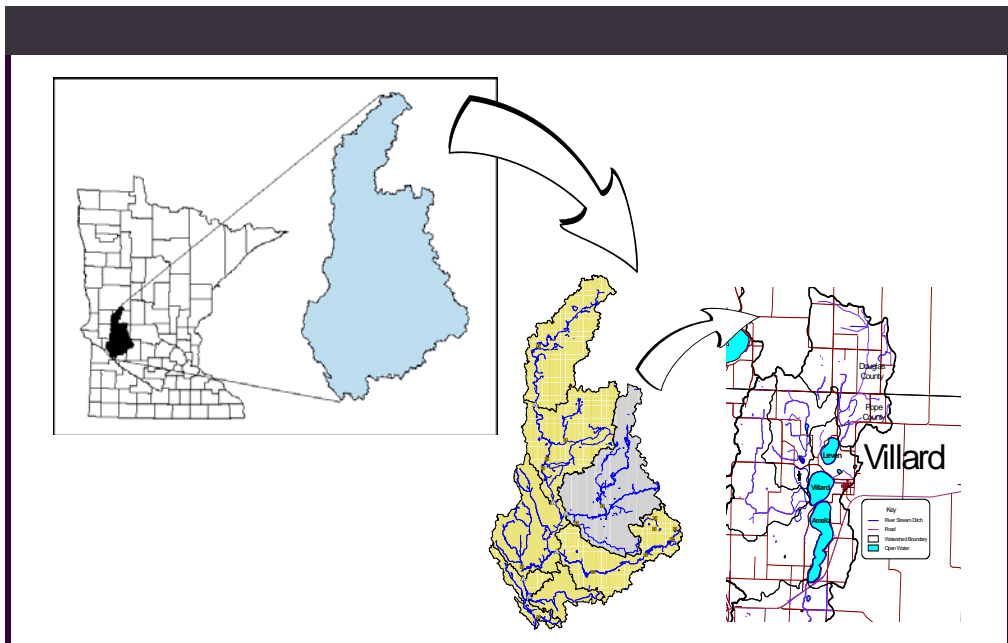 Douglas
County
Pope
County
Leven
Villard
Villard
Amelia
Key
River Stream Ditch
Road
Watershed Boundary
Open Water